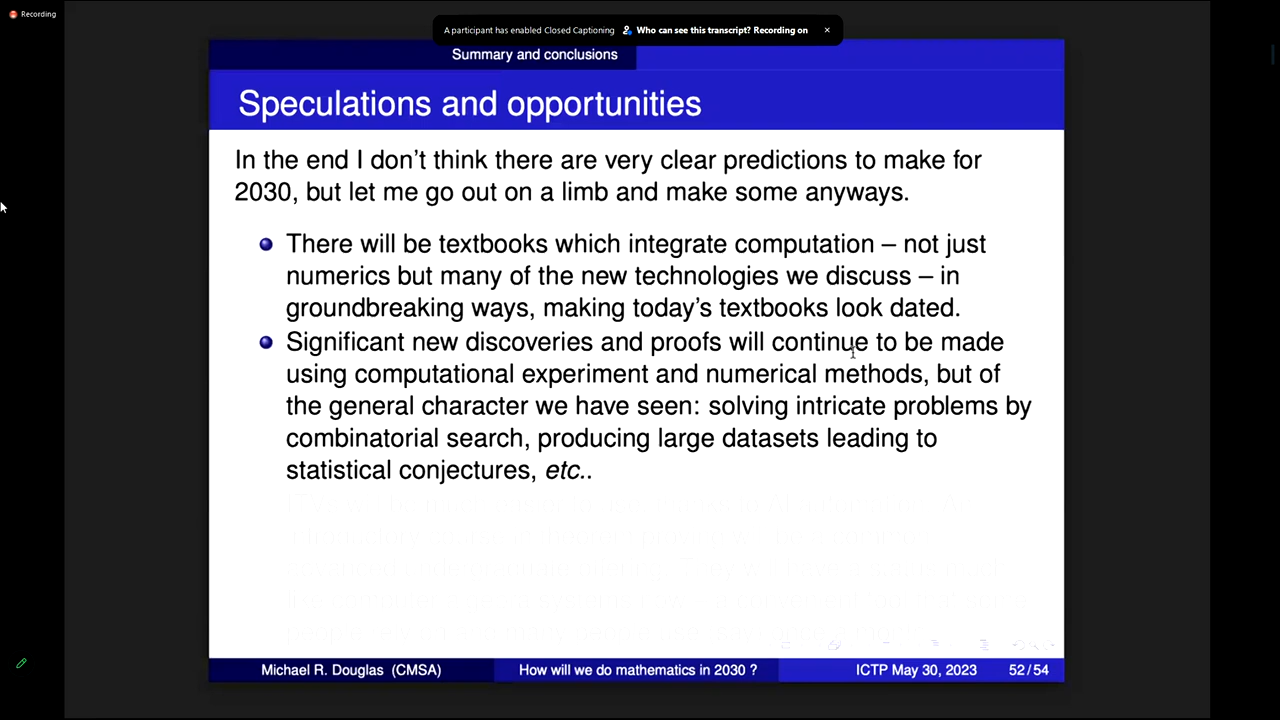 Recording
A participant has enabled Closed Captioning Who can see this transcript? Recording on ×
Summary and conclusions
Speculations and opportunities
In the end I don't think there are very clear predictions to make for
2030, but let me go out on a limb and make some anyways.
There will be textbooks which integrate computation – not just
numerics but many of the new technologies we discuss – in
groundbreaking ways, making today's textbooks look dated.
Significant new discoveries and proofs will continue to be made
using computational experiment and numerical methods, but of
the general character we have seen: solving intricate problems by
combinatorial search, producing large datasets leading to
statistical conjectures, etc..
Michael R. Douglas (CMSA) How will we do mathematics in 2030 ? ICTP May 30, 2023 52 / 54